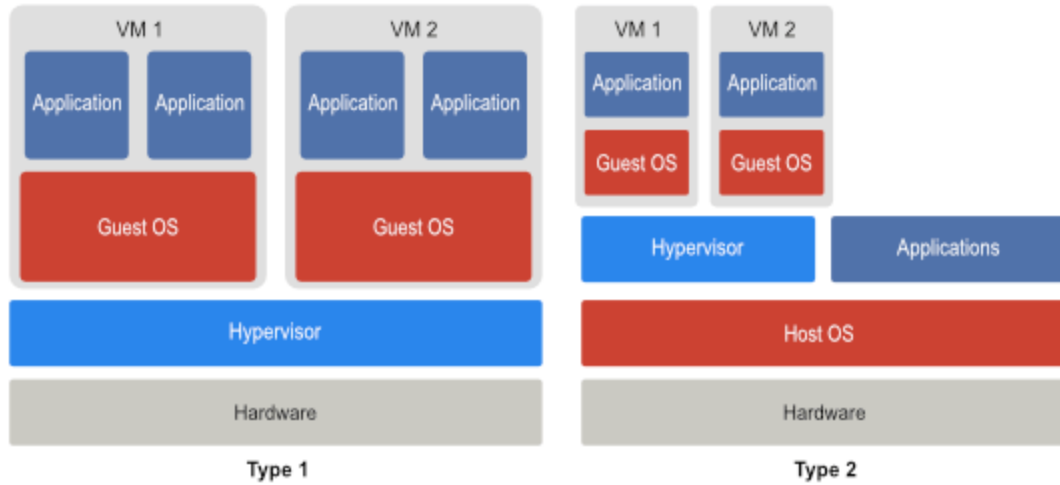 VM 1
Application Application
Guest OS
VM 2
Application Application
Guest OS
Hypervisor
Hardware
Type 1
VM 1
Application
Guest OS
VM 2
Application
Guest OS
Hypervisor
Applications
Host OS
Hardware
Type 2